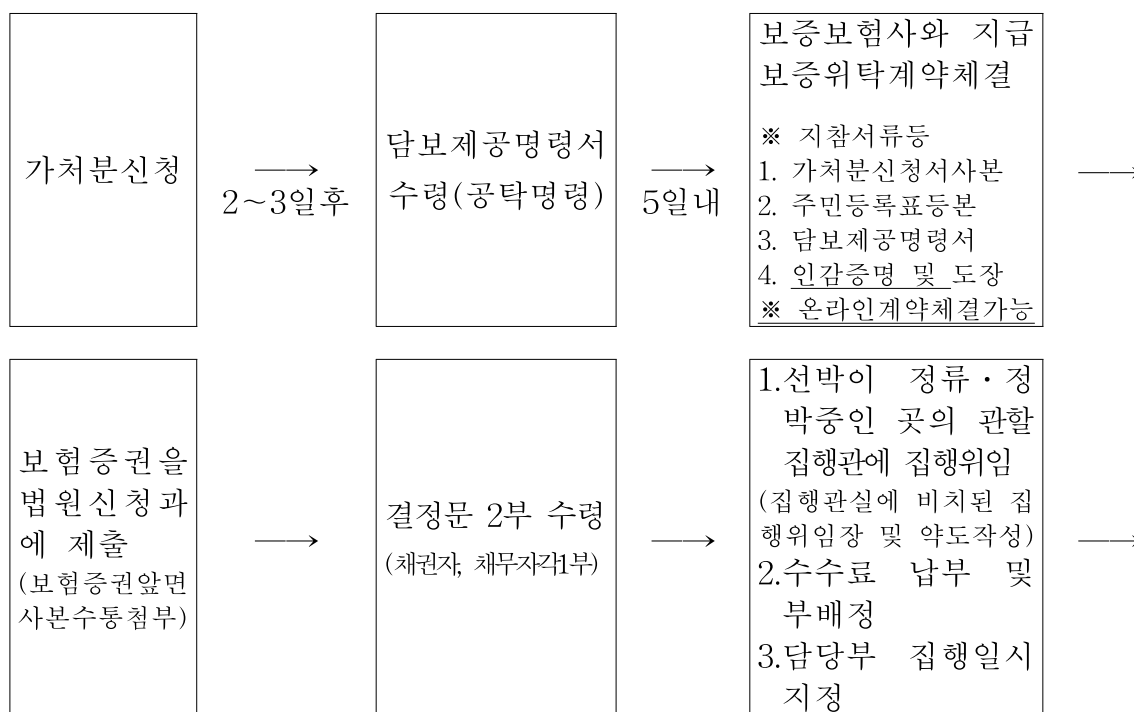 가처분신청
⟶
2~3일후
담보제공명령서
수령(공탁명령)
⟶
5일내
보증보험사와 지급
보증위탁계약체결
※ 지참서류등
1. 가처분신청서사본
2. 주민등록표등본
3. 담보제공명령서
4. 인감증명 및 도장
※ 온라인계약체결가능
⟶
보험증권을
법원신청과
에 제출
(보험증권앞면
사본수통첨부)
⟶
결정문 2부 수령
(채권자, 채무자각1부)
⟶
1.선박이 정류·정
박중인 곳의 관할
집행관에 집행위임
(집행관실에 비치된 집
행위임장 및 약도작성)
2.수수료 납부 및
부배정
3.담당부 집행일시
지정
⟶